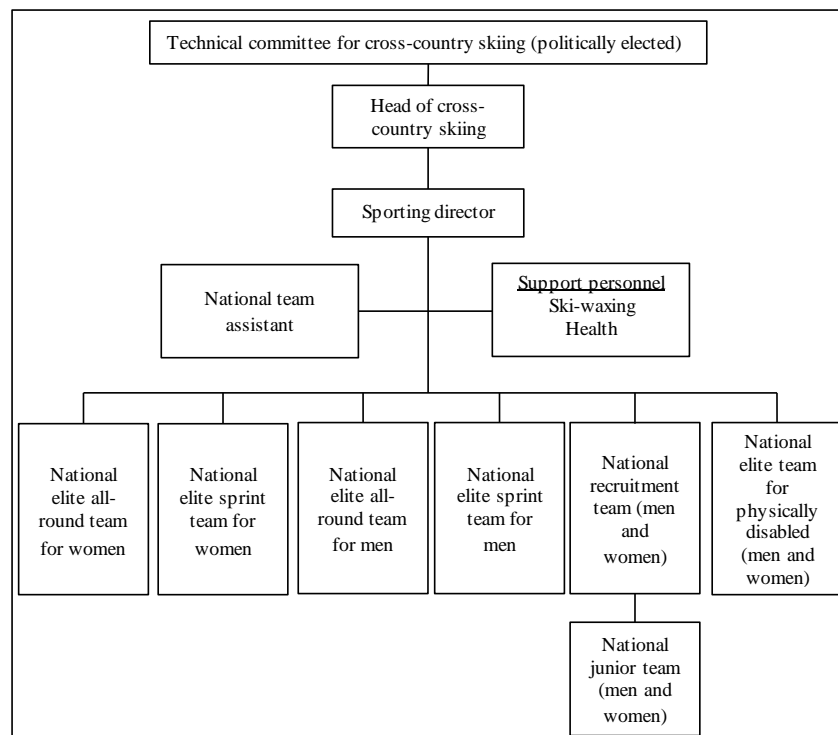 Technical committee for cross-country skiing (politically elected)
Head of cross-
country skiing
Sporting director
National team
assistant
Support personnel
Ski-waxing
Health
National
elite all-
round team
for women
National
elite sprint
team for
women
National
elite all-
round team
for men
National
elite sprint
team for
men
National
recruitment
team (men
and
women)
National
elite team
for
physically
disabled
(men and
women)
National
junior team
(men and
women)